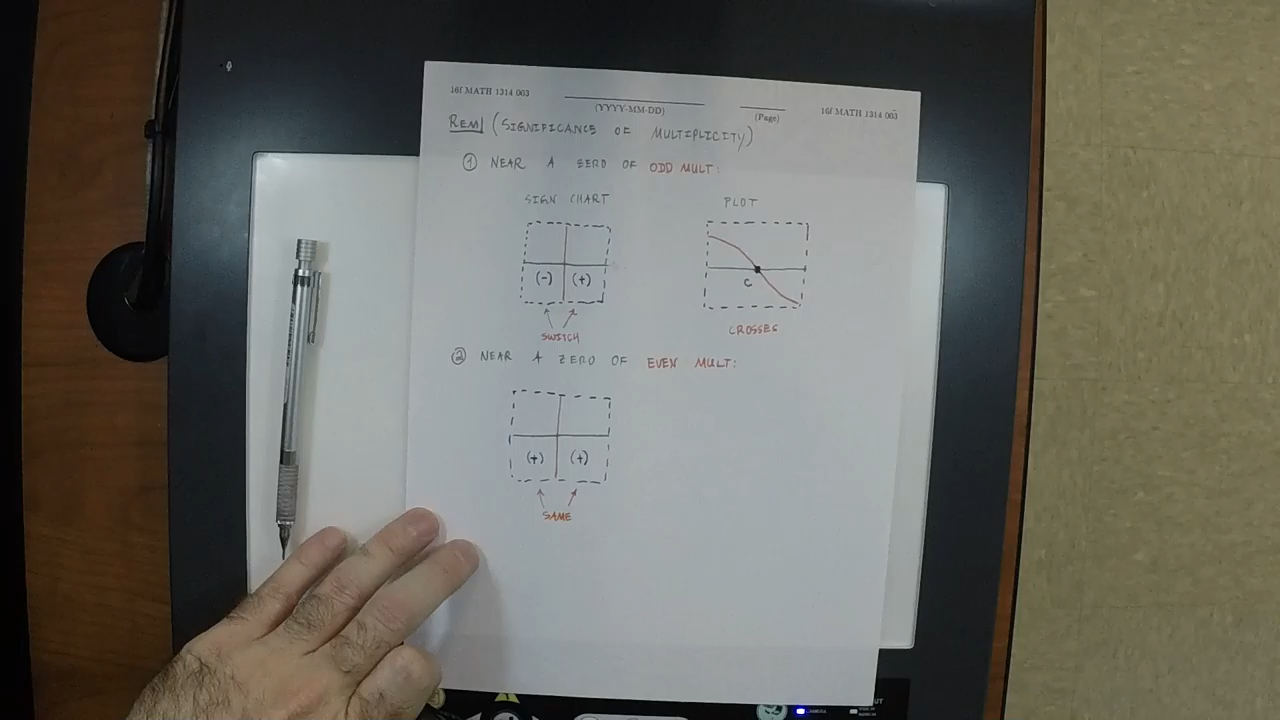 16f MATH 1314 003
(YYYY-MM-DD)
(Page)
16f MATH 1314 003
REM (SIGNIFICANCE OF MULTIPLICITY)
① NEAR A ZERO OF ODD MULT:
SIGN CHART
PLOT
(-) (+)
C
SWITCH
CROSSES
② NEAR A ZERO OF EVEN MULT:
(+) (+)
SAME